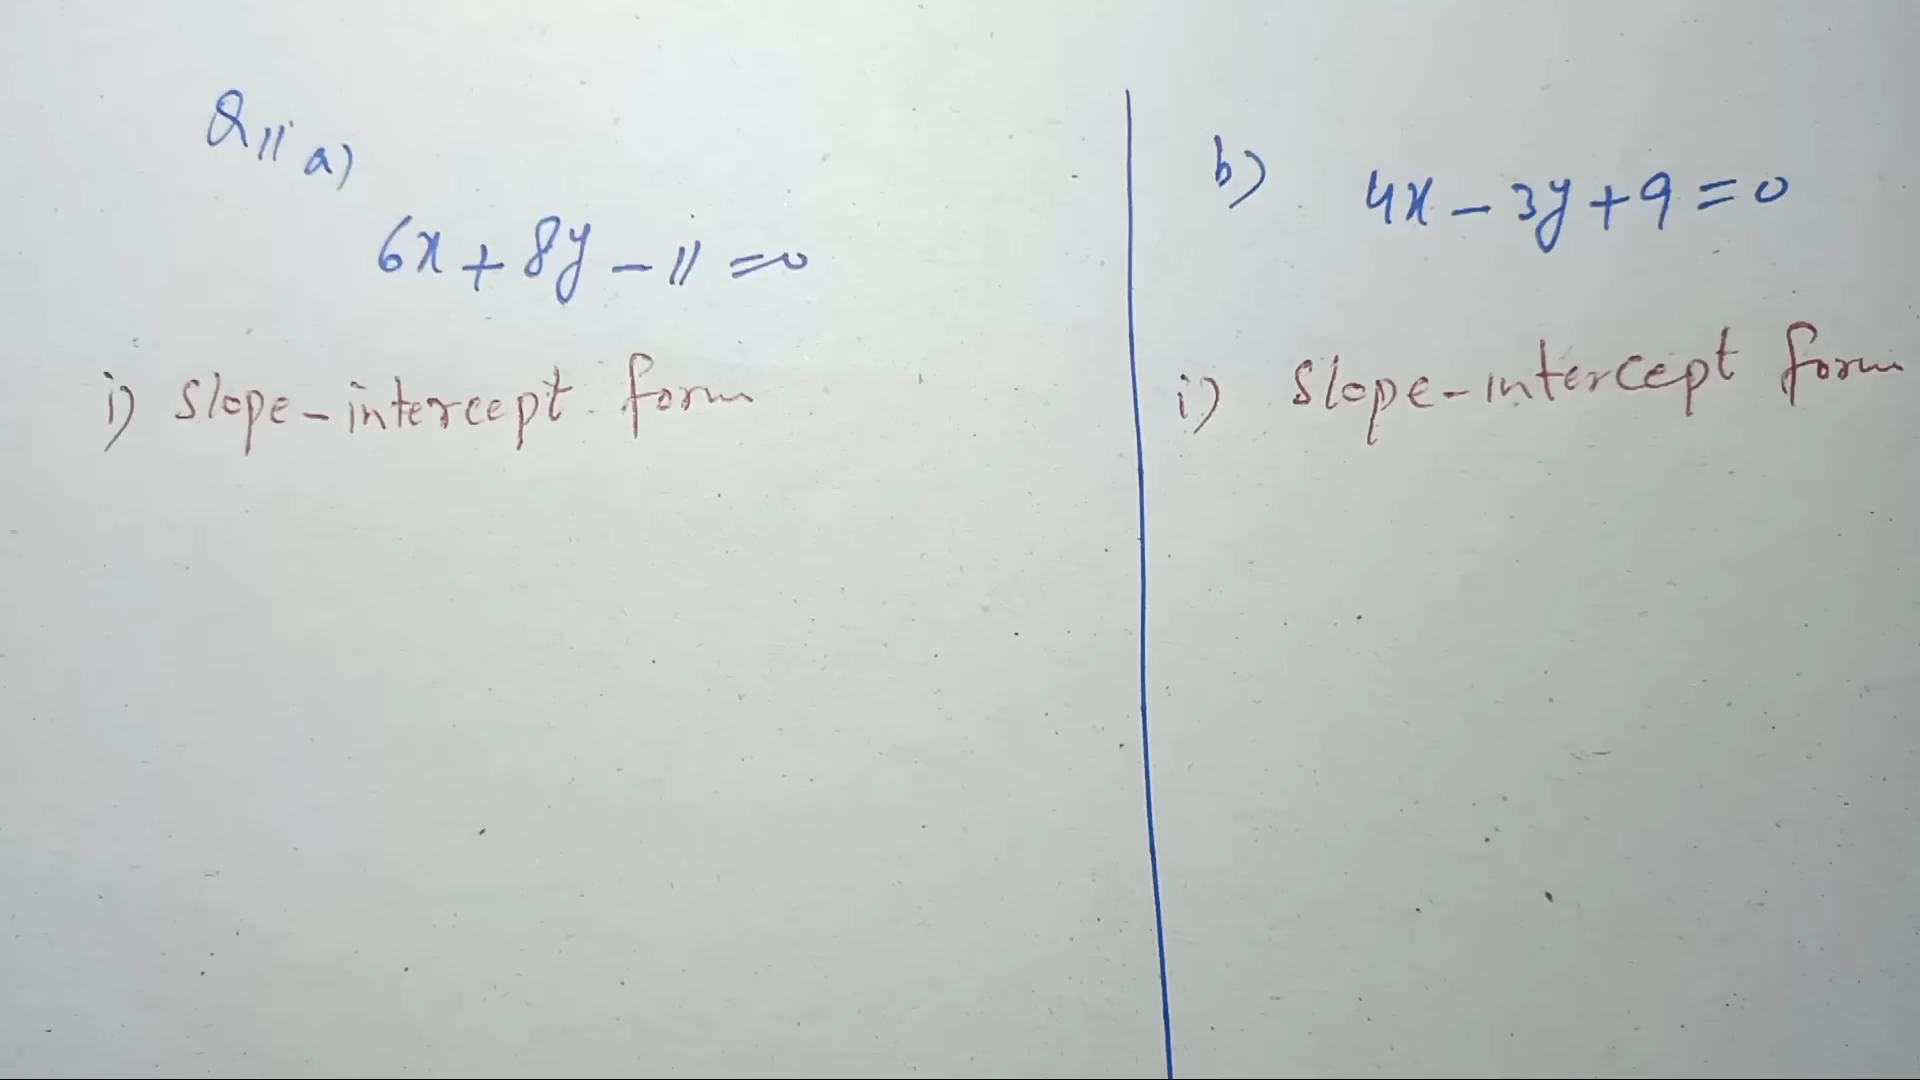 Q11 a)
6x + 8y - 11 = 0
i) Slope-intercept form
b) 4x - 3y + 9 = 0
i) Slope-intercept form